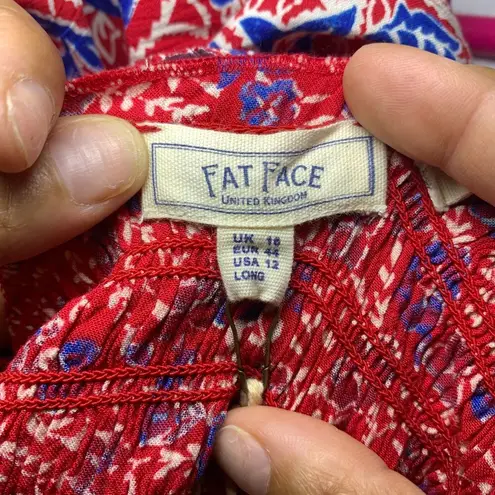 FAT FACE
UNITED KINGDOM
UK 16
EUR 44
USA 12
LONG